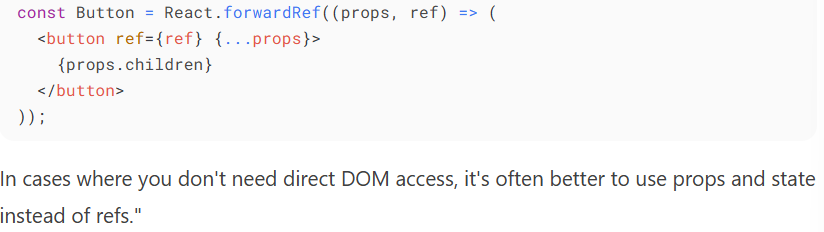 const Button = React.forwardRef((props, ref) => (
  <button ref={ref} {...props}>
    {props.children}
  </button>
));
In cases where you don't need direct DOM access, it's often better to use props and state
instead of refs."